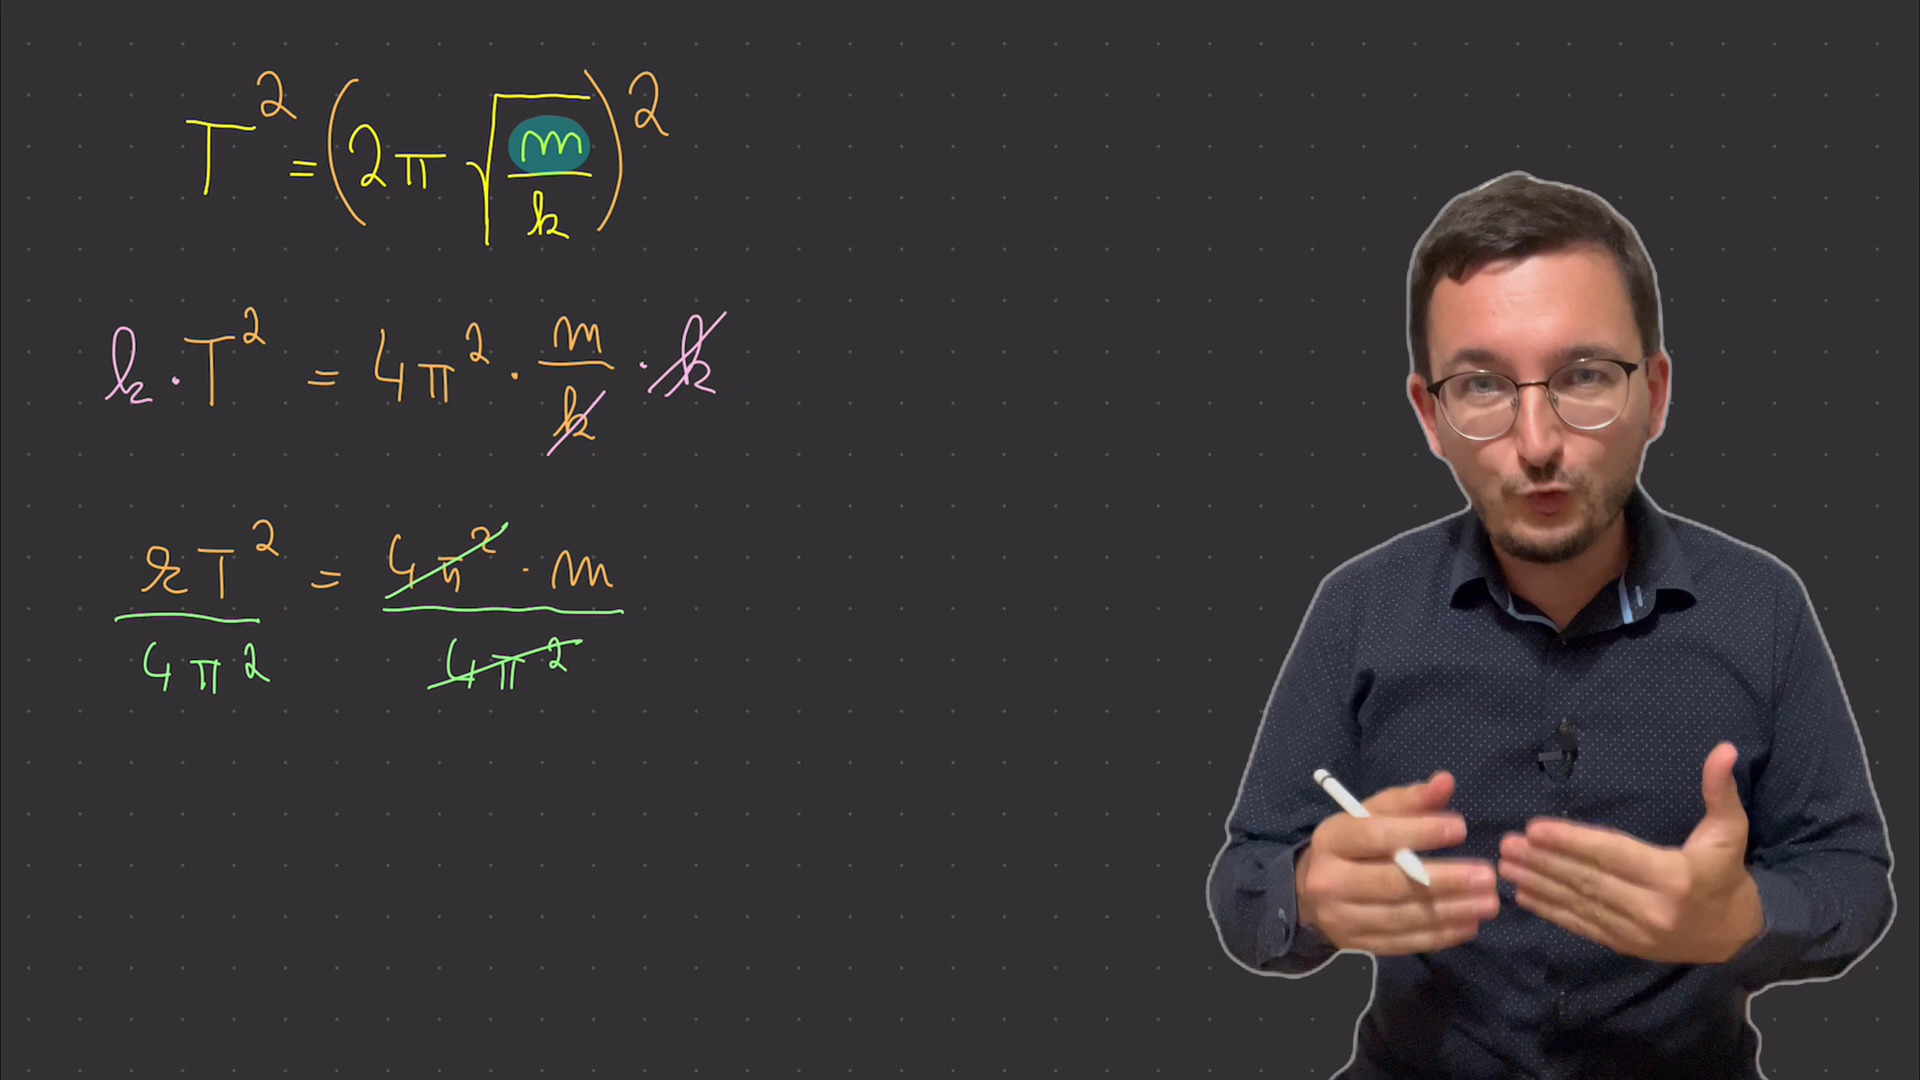 T² = (2π √(m/k))²
k · T² = 4π² · m/k · k
kT²/4π² = 4π² · m/4π²